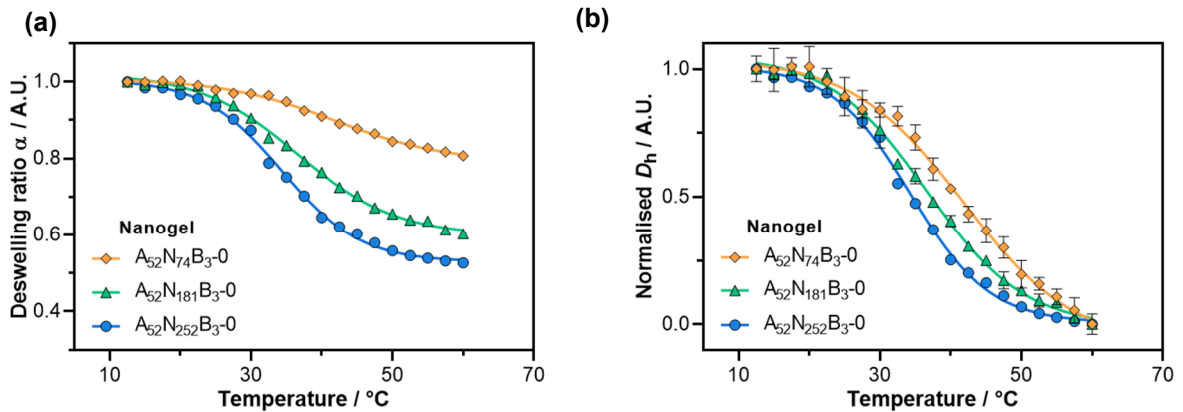 (a)
Deswelling ratio α / A.U.
1.0
0.8
0.6
0.4
Nanogel
A₅₂N₇₄B₃-0
A₅₂N₁₈₁B₃-0
A₅₂N₂₅₂B₃-0
10
30
50
70
Temperature / °C
(b)
Normalised Dₕ / A.U.
1.0
0.5
0.0
Nanogel
A₅₂N₇₄B₃-0
A₅₂N₁₈₁B₃-0
A₅₂N₂₅₂B₃-0
10
30
50
70
Temperature / °C